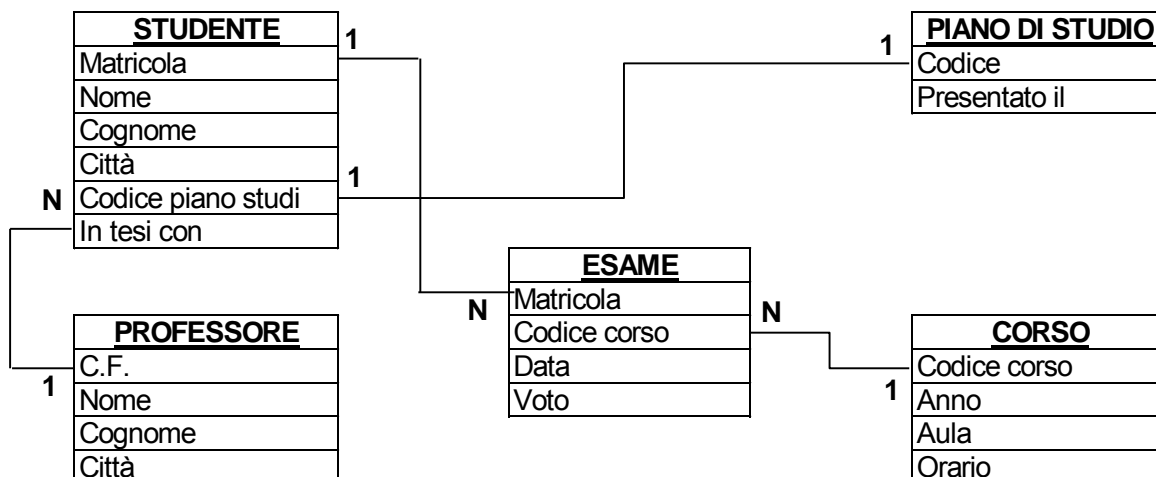 STUDENTE
Matricola
Nome
Cognome
Città
Codice piano studi
In tesi con
1
1
N
PIANO DI STUDIO
Codice
Presentato il
1
ESAME
Matricola
Codice corso
Data
Voto
N
N
PROFESSORE
C.F.
Nome
Cognome
Città
1
CORSO
Codice corso
Anno
Aula
Orario
1